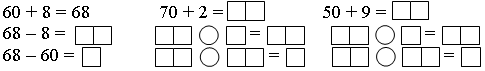 60 + 8 = 68 70 + 2 = 50 + 9 =
68 – 8 = = =
68 – 60 = = =